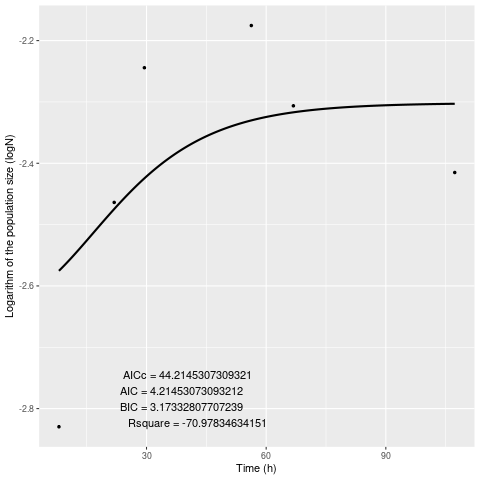 -2.2
-2.4
-2.6
-2.8
Logarithm of the population size (logN)
AICc = 44.2145307309321
AIC = 4.21453073093212
BIC = 3.17332807707239
Rsquare = -70.97834634151
30
60
90
Time (h)